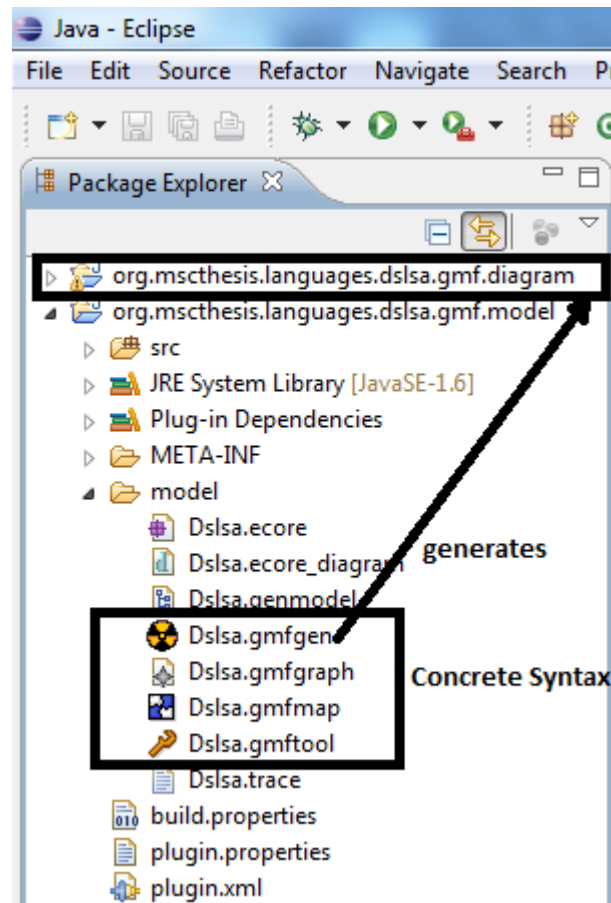 Java - Eclipse
File Edit Source Refactor Navigate Search
Package Explorer
org.mscthesis.languages.dslsa.gmf.diagram
org.mscthesis.languages.dslsa.gmf.model
src
JRE System Library [JavaSE-1.6]
Plug-in Dependencies
META-INF
model
Dslsa.ecore
Dslsa.ecore_diagram
generates
Dslsa.genmodel
Dslsa.gmfgen
Dslsa.gmfgraph
Concrete Syntax
Dslsa.gmfmap
Dslsa.gmftool
Dslsa.trace
build.properties
plugin.properties
plugin.xml